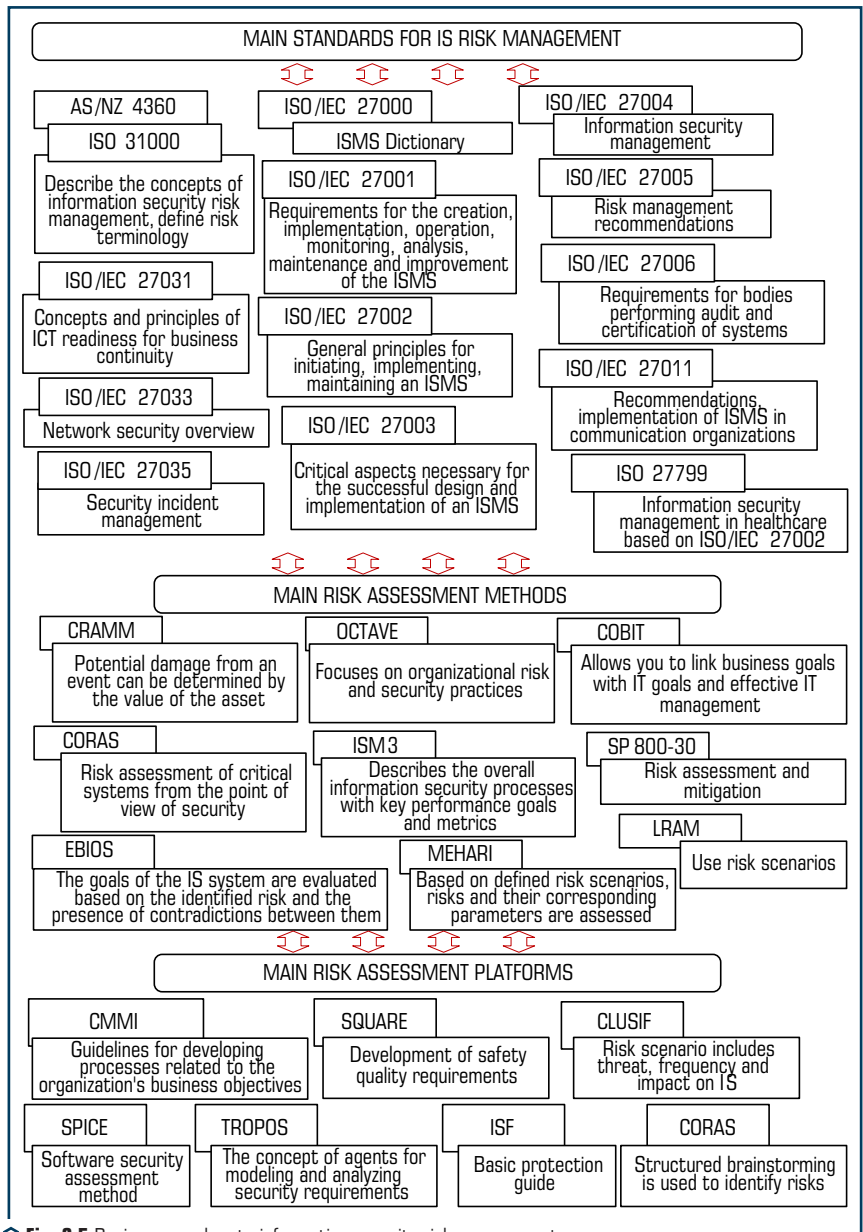 MAIN STANDARDS FOR IS RISK MANAGEMENT
AS/NZ 4360
ISO 31000
Describe the concepts of
information security risk
management, define risk
terminology
ISO/IEC 27031
Concepts and principles of
ICT readiness for business
continuity
ISO/IEC 27033
Network security overview
ISO/IEC 27035
Security incident
management
ISO/IEC 27000
ISMS Dictionary
ISO/IEC 27001
Requirements for the creation,
implementation, operation,
monitoring, analysis,
maintenance and improvement
of the ISMS
ISO/IEC 27002
General principles for
initiating, implementing,
maintaining an ISMS
ISO/IEC 27003
Critical aspects necessary for
the successful design and
implementation of an ISMS
ISO/IEC 27004
Information security
management
ISO/IEC 27005
Risk management
recommendations
ISO/IEC 27006
Requirements for bodies
performing audit and
certification of systems
ISO/IEC 27011
Recommendations,
implementation of ISMS in
communication organizations
ISO 27799
Information security
management in healthcare
based on ISO/IEC 27002
MAIN RISK ASSESSMENT METHODS
CRAMM
Potential damage from an
event can be determined by
the value of the asset
OCTAVE
Focuses on organizational risk
and security practices
COBIT
Allows you to link business goals
with IT goals and effective IT
management
CORAS
Risk assessment of critical
systems from the point of
view of security
ISM3
Describes the overall
information security processes
with key performance goals
and metrics
SP 800-30
Risk assessment and
mitigation
EBIOS
The goals of the IS system are evaluated
based on the identified risk and the
presence of contradictions between them
MEHARI
Based on defined risk scenarios,
risks and their corresponding
parameters are assessed
LRAM
Use risk scenarios
MAIN RISK ASSESSMENT PLATFORMS
CMMI
Guidelines for developing
processes related to the
organization's business objectives
SQUARE
Development of safety
quality requirements
CLUSIF
Risk scenario includes
threat, frequency and
impact on IS
SPICE
Software security
assessment
method
TROPOS
The concept of agents for
modeling and analyzing
security requirements
ISF
Basic protection
guide
CORAS
Structured brainstorming
is used to identify risks